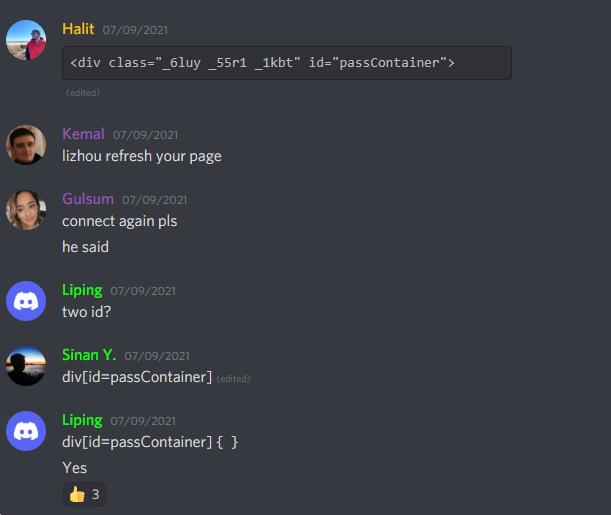 Halit 07/09/2021
<div class="_6luy _55r1 _1kbt" id="passContainer">
(edited)
Kemal 07/09/2021
lizhou refresh your page
Gulsum 07/09/2021
connect again pls
he said
Liping 07/09/2021
two id?
Sinan Y. 07/09/2021
div[id=passContainer] (edited)
Liping 07/09/2021
div[id=passContainer] { }
Yes
3